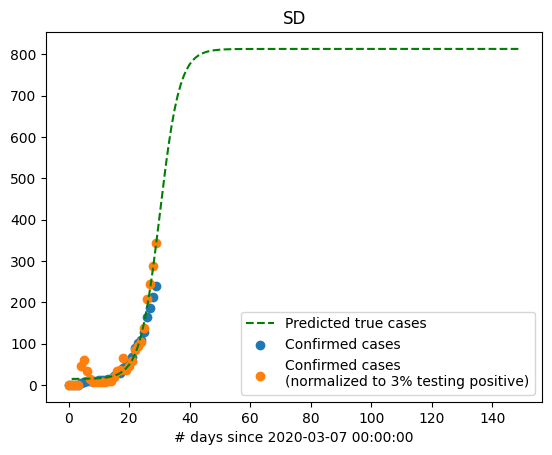 SD
800
700
600
500
400
300
200
100
0
Predicted true cases
Confirmed cases
Confirmed cases
(normalized to 3% testing positive)
0 20 40 60 80 100 120 140
# days since 2020-03-07 00:00:00